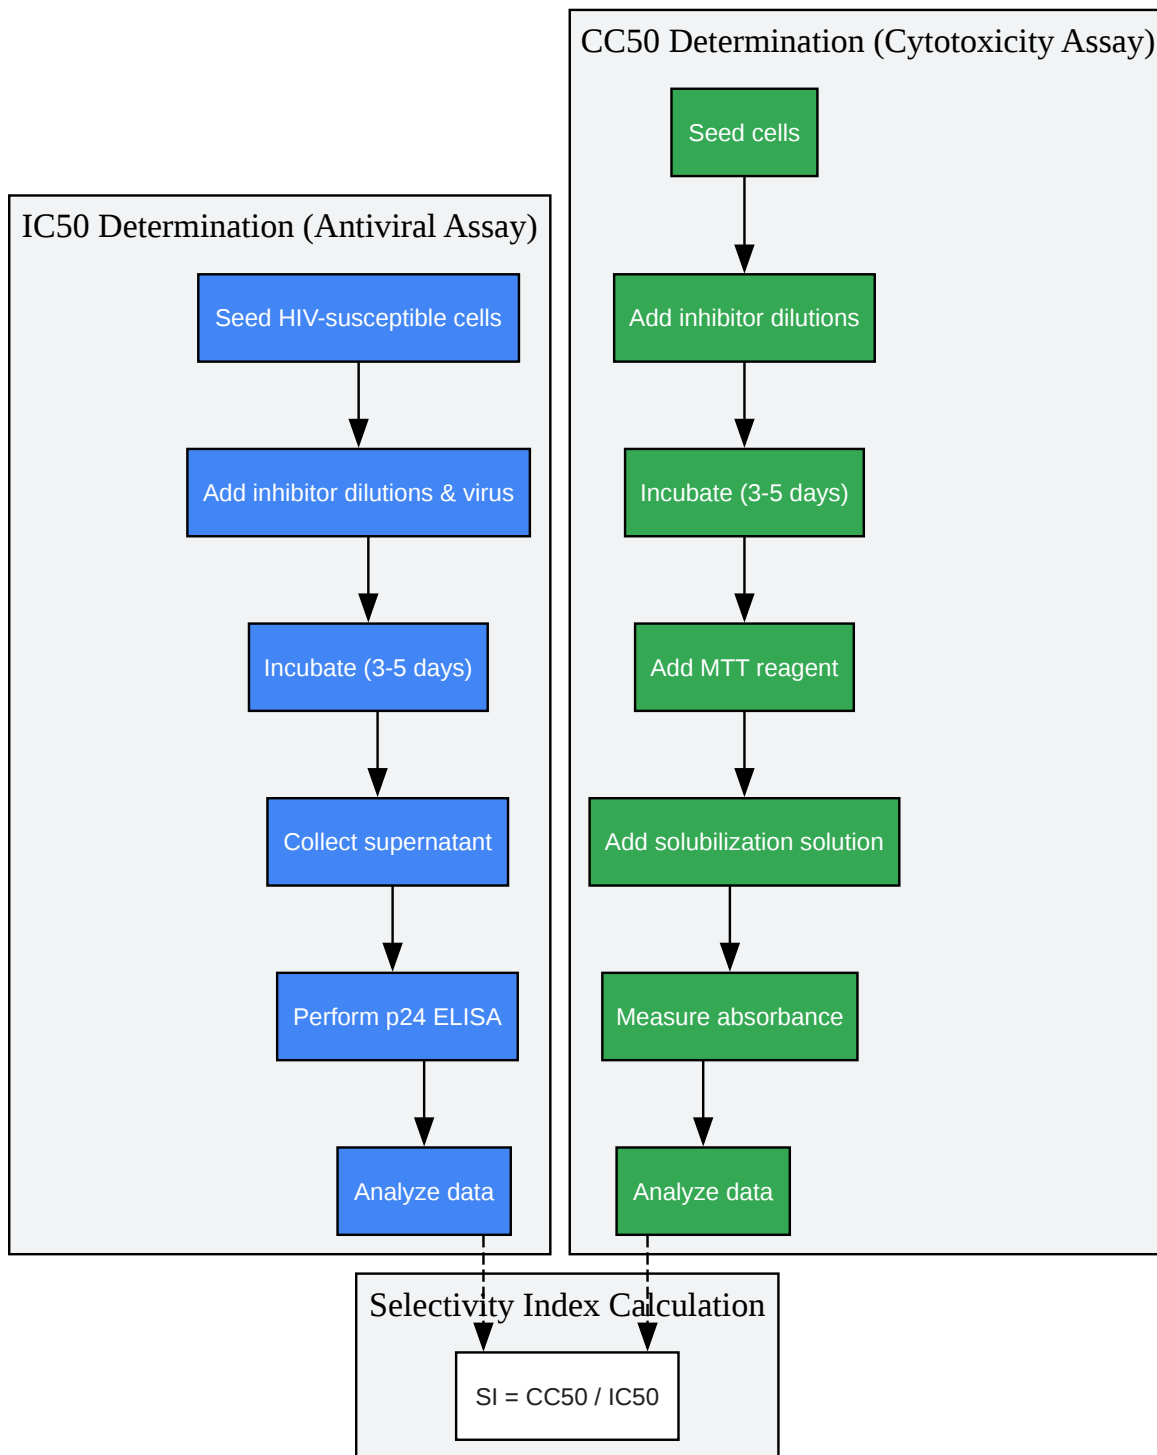 IC50 Determination (Antiviral Assay)
Seed HIV-susceptible cells
Add inhibitor dilutions & virus
Incubate (3-5 days)
Collect supernatant
Perform p24 ELISA
Analyze data
CC50 Determination (Cytotoxicity Assay)
Seed cells
Add inhibitor dilutions
Incubate (3-5 days)
Add MTT reagent
Add solubilization solution
Measure absorbance
Analyze data
Selectivity Index Calculation
SI = CC50 / IC50